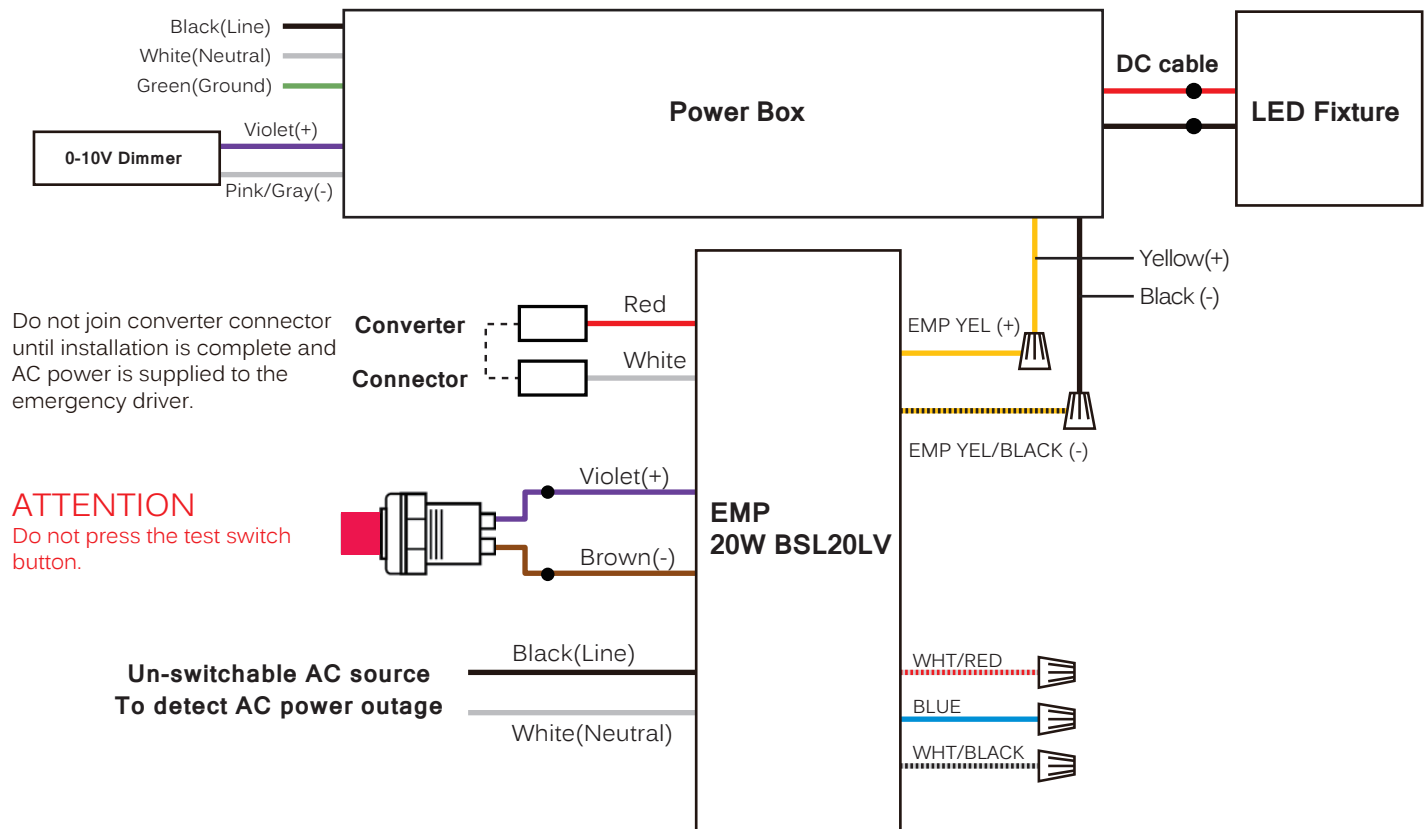 Black(Line)
White(Neutral)
Green(Ground)
Violet(+)
0-10V Dimmer
Pink/Gray(-)
Power Box
DC cable
LED Fixture
Yellow(+)
Black (-)
Do not join converter connector
until installation is complete and
AC power is supplied to the
emergency driver.
Converter
Connector
Red
White
EMP YEL (+)
EMP YEL/BLACK (-)
ATTENTION
Do not press the test switch
button.
Violet(+)
Brown(-)
EMP
20W BSL20LV
Un-switchable AC source
To detect AC power outage
Black(Line)
White(Neutral)
WHT/RED
BLUE
WHT/BLACK